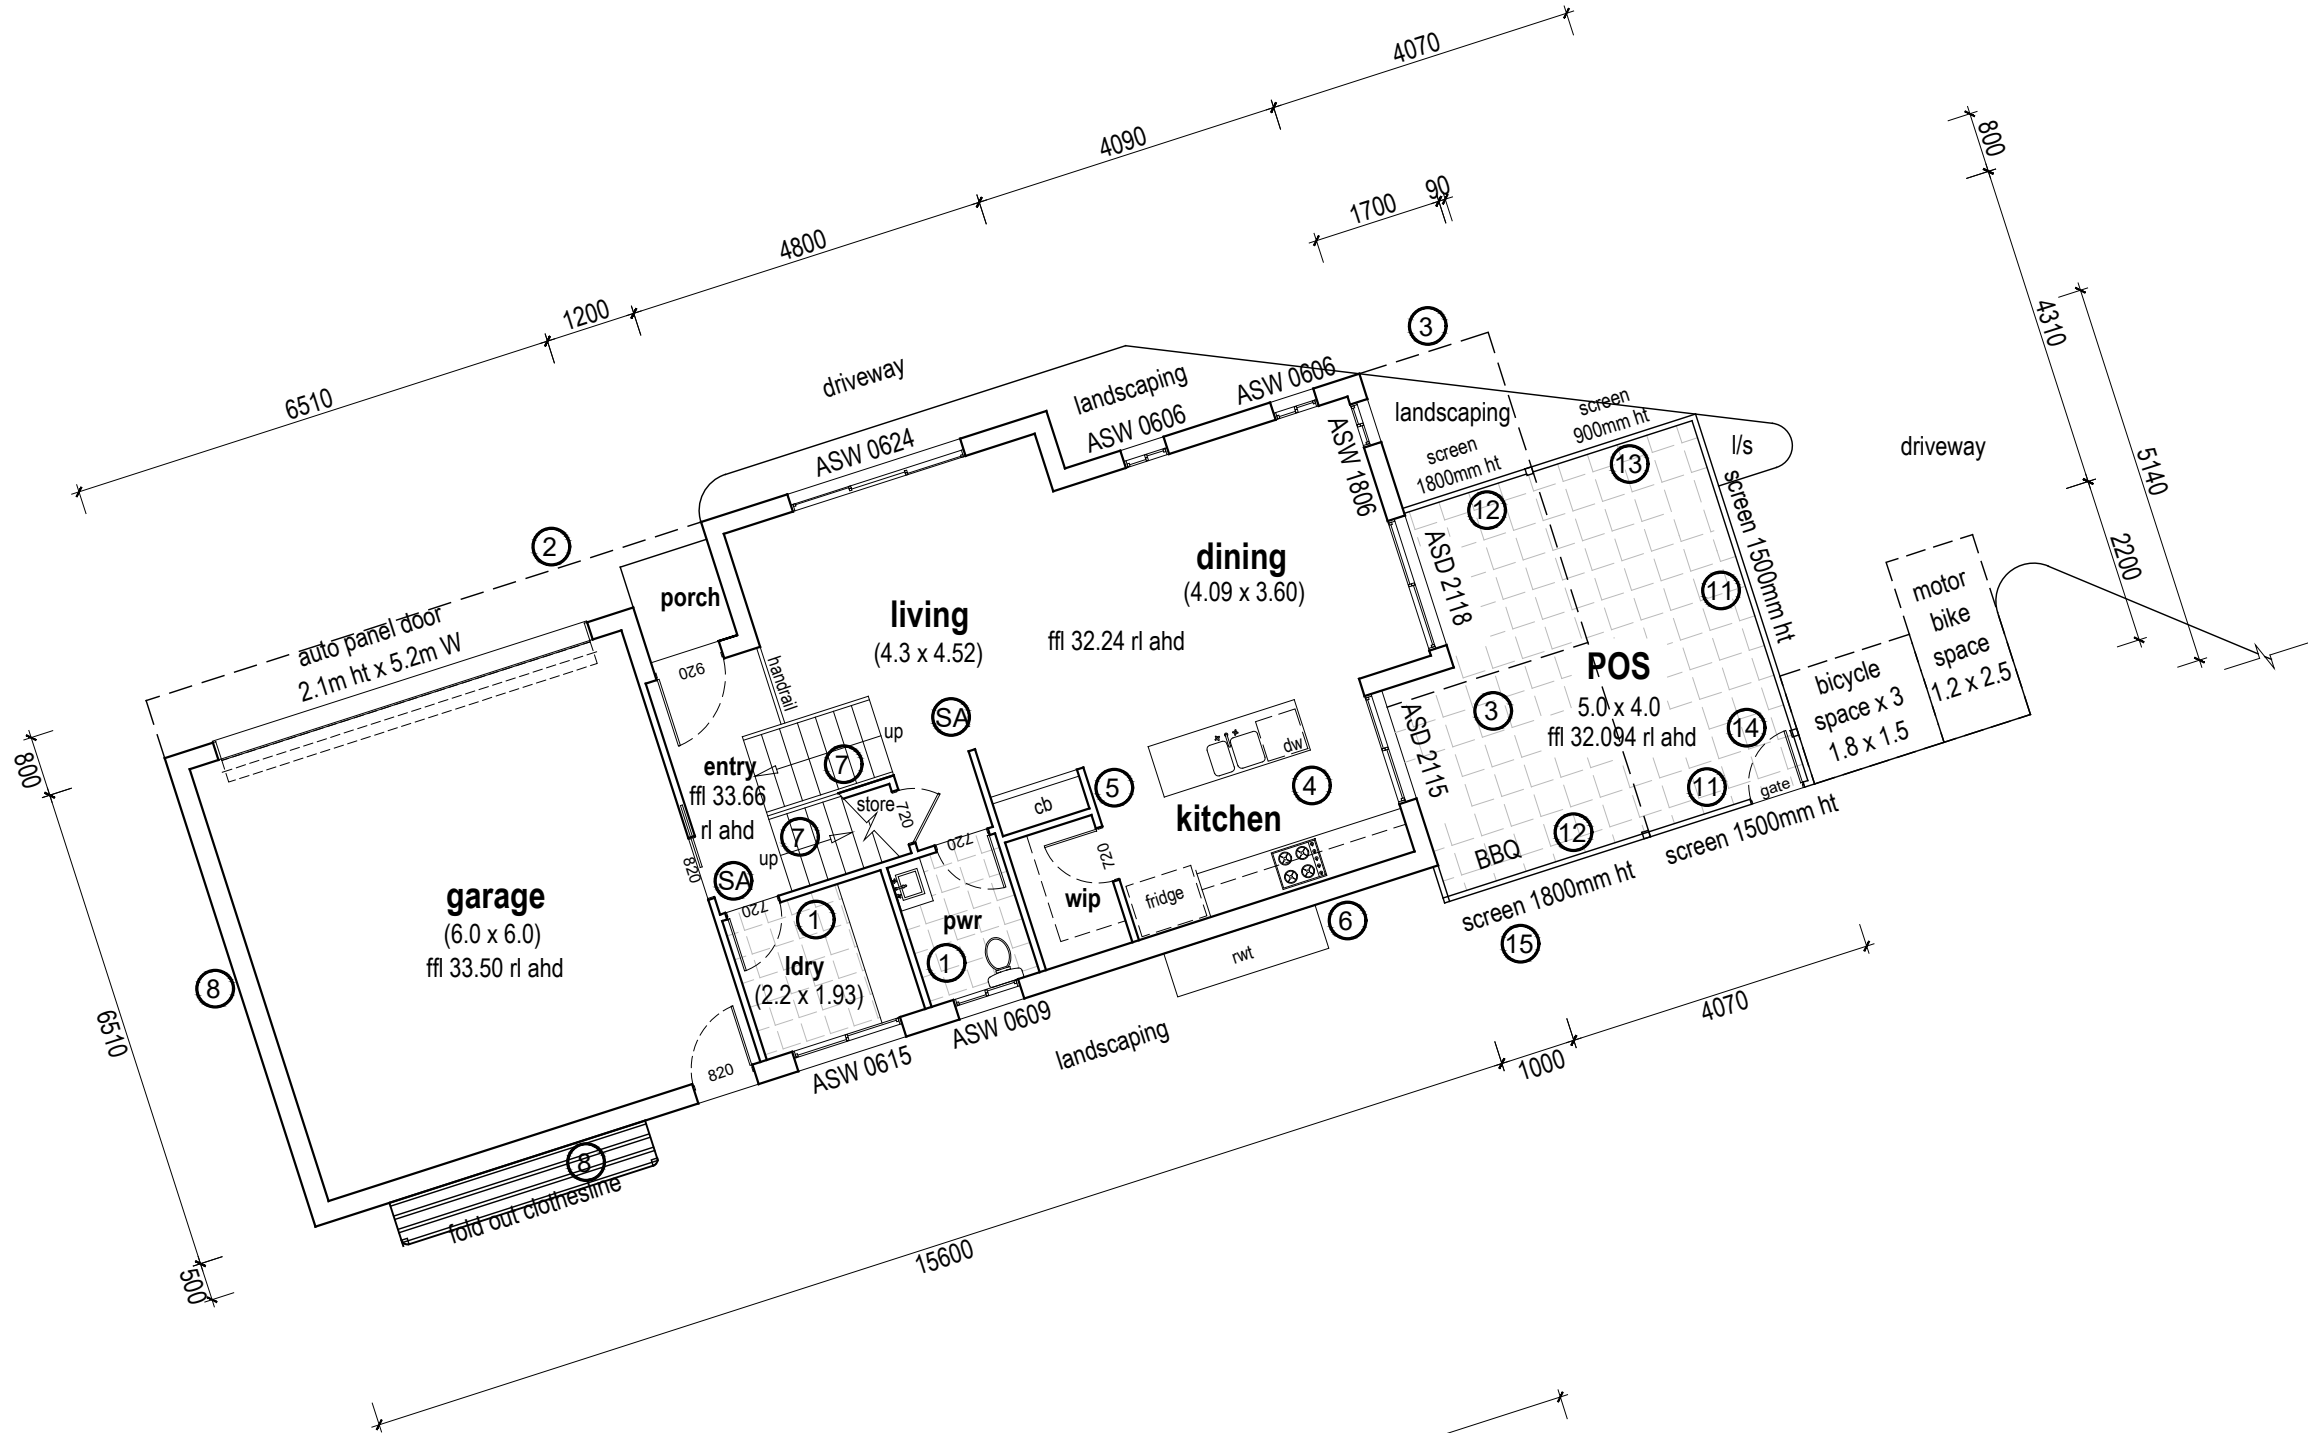 4070
4090
4800
1200
6510
1700
90
800
4310
5140
2200
3
driveway
landscaping
ASW 0606
ASW 0606
ASW 0624
ASW 1806
landscaping
screen
900mm ht
screen
1800mm ht
13
12
l/s
driveway
screen 1500mm ht
2
auto panel door
2.1m ht x 5.2m W
porch
920
handrail
living
(4.3 x 4.52)
dining
(4.09 x 3.60)
ffl 32.24 rl ahd
ASD 2118
11
POS
5.0 x 4.0
ffl 32.094 rl ahd
3
14
11
gate
motor
bike
space
1.2 x 2.5
bicycle
space x 3
1.8 x 1.5
SA
up
7
entry
ffl 33.66
rl ahd
store
720
7
up
cb
5
dw
4
kitchen
ASD 2115
12
BBQ
screen 1500mm ht
screen 1800mm ht
15
820
SA
720
720
720
1
pwr
1
wip
fridge
6
rwt
ldry
(2.2 x 1.93)
garage
(6.0 x 6.0)
ffl 33.50 rl ahd
8
820
ASW 0615
ASW 0609
landscaping
8
fold out clothesline
800
6510
500
4070
1000
15600